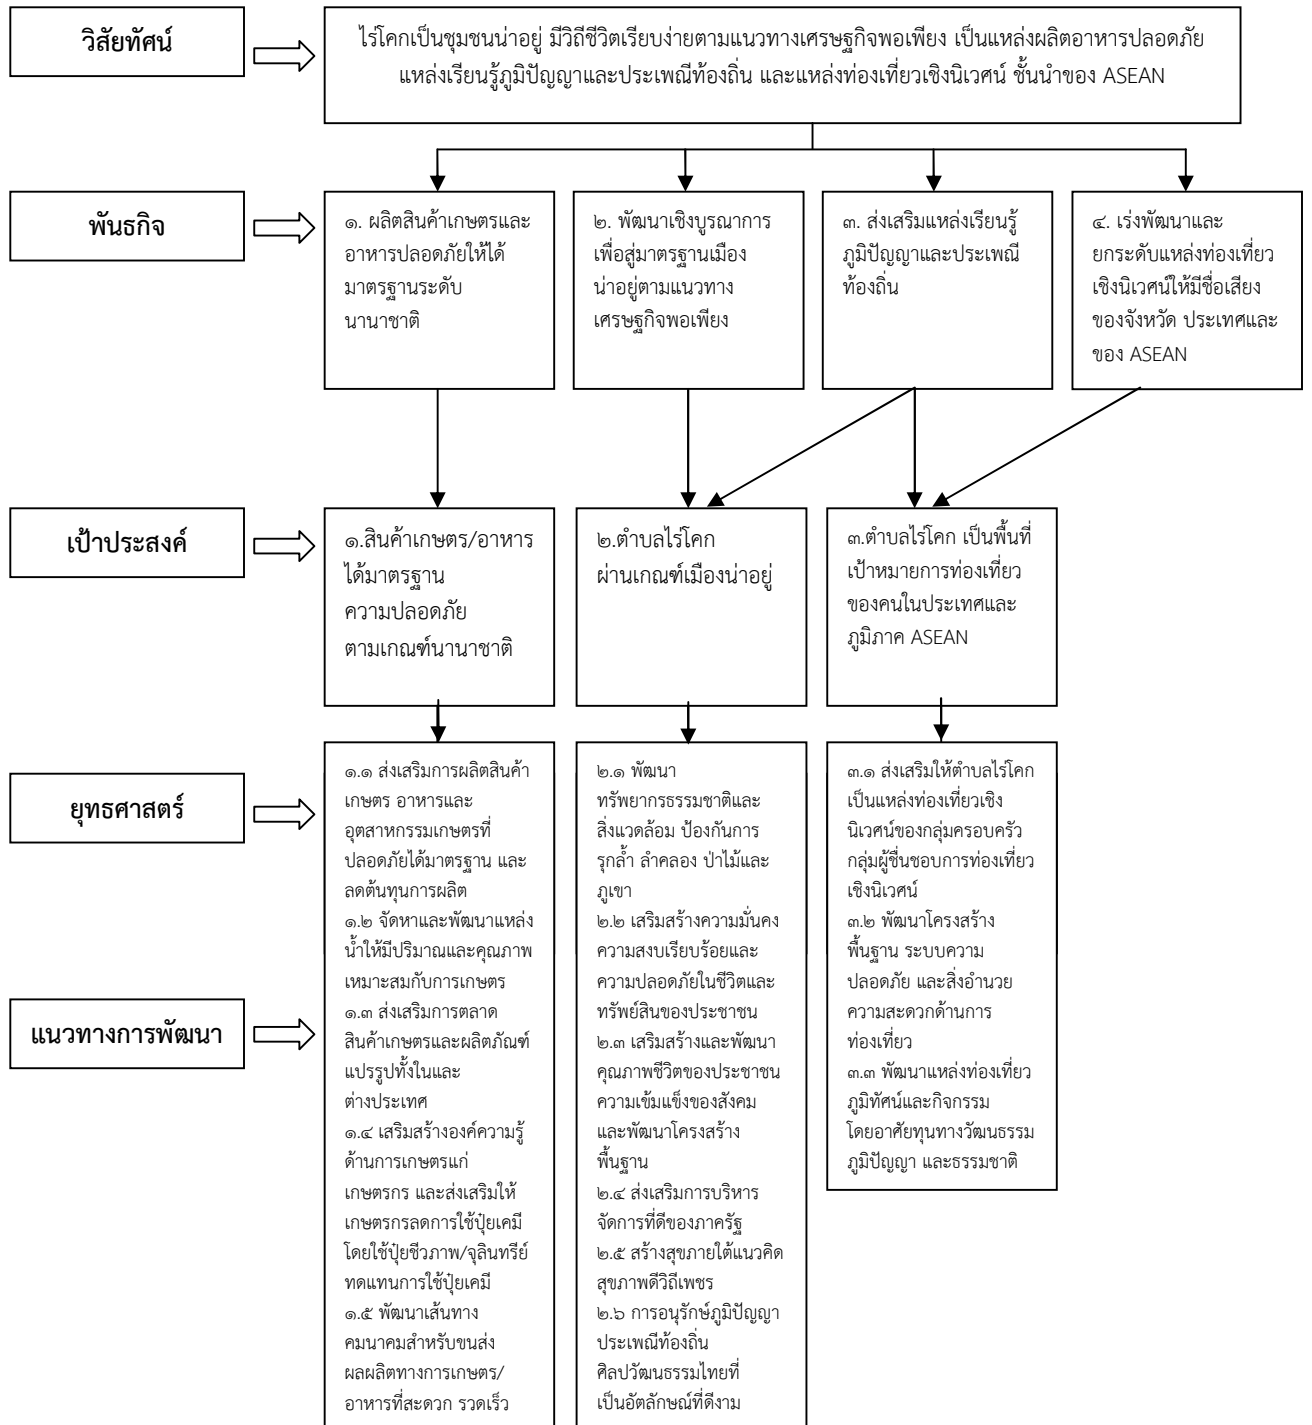 วิสัยทัศน์
ไร่โคกเป็นชุมชนน่าอยู่ มีวิถีชีวิตเรียบง่ายตามแนวทางเศรษฐกิจพอเพียง เป็นแหล่งผลิตอาหารปลอดภัย
แหล่งเรียนรู้ภูมิปัญญาและประเพณีท้องถิ่น และแหล่งท่องเที่ยวเชิงนิเวศน์ ชั้นนำของ ASEAN
พันธกิจ
๑. ผลิตสินค้าเกษตรและ
อาหารปลอดภัยให้ได้
มาตรฐานระดับ
นานาชาติ
๒. พัฒนาเชิงบูรณาการ
เพื่อสู่มาตรฐานเมือง
น่าอยู่ตามแนวทาง
เศรษฐกิจพอเพียง
๓. ส่งเสริมแหล่งเรียนรู้
ภูมิปัญญาและประเพณี
ท้องถิ่น
๔. เร่งพัฒนาและ
ยกระดับแหล่งท่องเที่ยว
เชิงนิเวศน์ให้มีชื่อเสียง
ของจังหวัด ประเทศและ
ของ ASEAN
เป้าประสงค์
๑.สินค้าเกษตร/อาหาร
ได้มาตรฐาน
ความปลอดภัย
ตามเกณฑ์นานาชาติ
๒.ตำบลไร่โคก
ผ่านเกณฑ์เมืองน่าอยู่
๓.ตำบลไร่โคก เป็นพื้นที่
เป้าหมายการท่องเที่ยว
ของคนในประเทศและ
ภูมิภาค ASEAN
ยุทธศาสตร์
แนวทางการพัฒนา
๑.๑ ส่งเสริมการผลิตสินค้า
เกษตร อาหารและ
อุตสาหกรรมเกษตรที่
ปลอดภัยได้มาตรฐาน และ
ลดต้นทุนการผลิต
๑.๒ จัดหาและพัฒนาแหล่ง
น้ำให้มีปริมาณและคุณภาพ
เหมาะสมกับการเกษตร
๑.๓ ส่งเสริมการตลาด
สินค้าเกษตรและผลิตภัณฑ์
แปรรูปทั้งในและ
ต่างประเทศ
๑.๔ เสริมสร้างองค์ความรู้
ด้านการเกษตรแก่
เกษตรกร และส่งเสริมให้
เกษตรกรลดการใช้ปุ๋ยเคมี
โดยใช้ปุ๋ยชีวภาพ/จุลินทรีย์
ทดแทนการใช้ปุ๋ยเคมี
๑.๕ พัฒนาเส้นทาง
คมนาคมสำหรับขนส่ง
ผลผลิตทางการเกษตร/
อาหารที่สะดวก รวดเร็ว
๒.๑ พัฒนา
ทรัพยากรธรรมชาติและ
สิ่งแวดล้อม ป้องกันการ
รุกล้ำ ลำคลอง ป่าไม้และ
ภูเขา
๒.๒ เสริมสร้างความมั่นคง
ความสงบเรียบร้อยและ
ความปลอดภัยในชีวิตและ
ทรัพย์สินของประชาชน
๒.๓ เสริมสร้างและพัฒนา
คุณภาพชีวิตของประชาชน
ความเข้มแข็งของสังคม
และพัฒนาโครงสร้าง
พื้นฐาน
๒.๔ ส่งเสริมการบริหาร
จัดการที่ดีของภาครัฐ
๒.๕ สร้างสุขภายใต้แนวคิด
สุขภาพดีวิถีเพชร
๒.๖ การอนุรักษ์ภูมิปัญญา
ประเพณีท้องถิ่น
ศิลปวัฒนธรรมไทยที่
เป็นอัตลักษณ์ที่ดีงาม
๓.๑ ส่งเสริมให้ตำบลไร่โคก
เป็นแหล่งท่องเที่ยวเชิง
นิเวศน์ของกลุ่มครอบครัว
กลุ่มผู้ชื่นชอบการท่องเที่ยว
เชิงนิเวศน์
๓.๒ พัฒนาโครงสร้าง
พื้นฐาน ระบบความ
ปลอดภัย และสิ่งอำนวย
ความสะดวกด้านการ
ท่องเที่ยว
๓.๓ พัฒนาแหล่งท่องเที่ยว
ภูมิทัศน์และกิจกรรม
โดยอาศัยทุนทางวัฒนธรรม
ภูมิปัญญา และธรรมชาติ